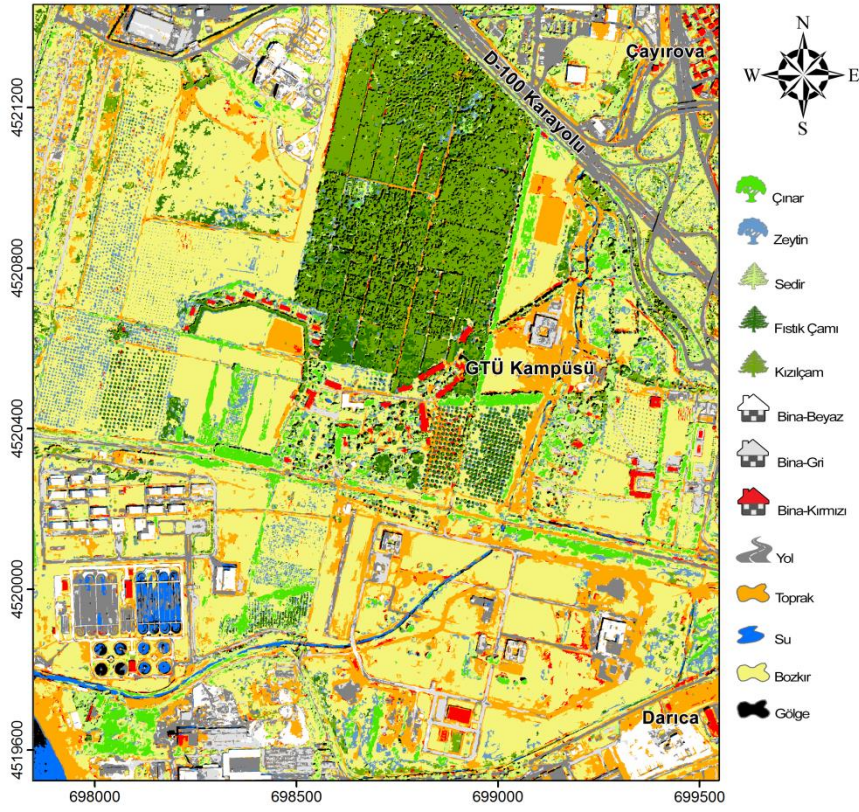 N
W
E
S
Çayırova
D-100 Karayolu
GTÜ Kampüsü
Darıca
4521200
4520800
4520400
4520000
4519600
698000
698500
699000
699500
Çınar
Zeytin
Sedir
Fıstık Çamı
Kızılçam
Bina-Beyaz
Bina-Gri
Bina-Kırmızı
Yol
Toprak
Su
Bozkır
Gölge